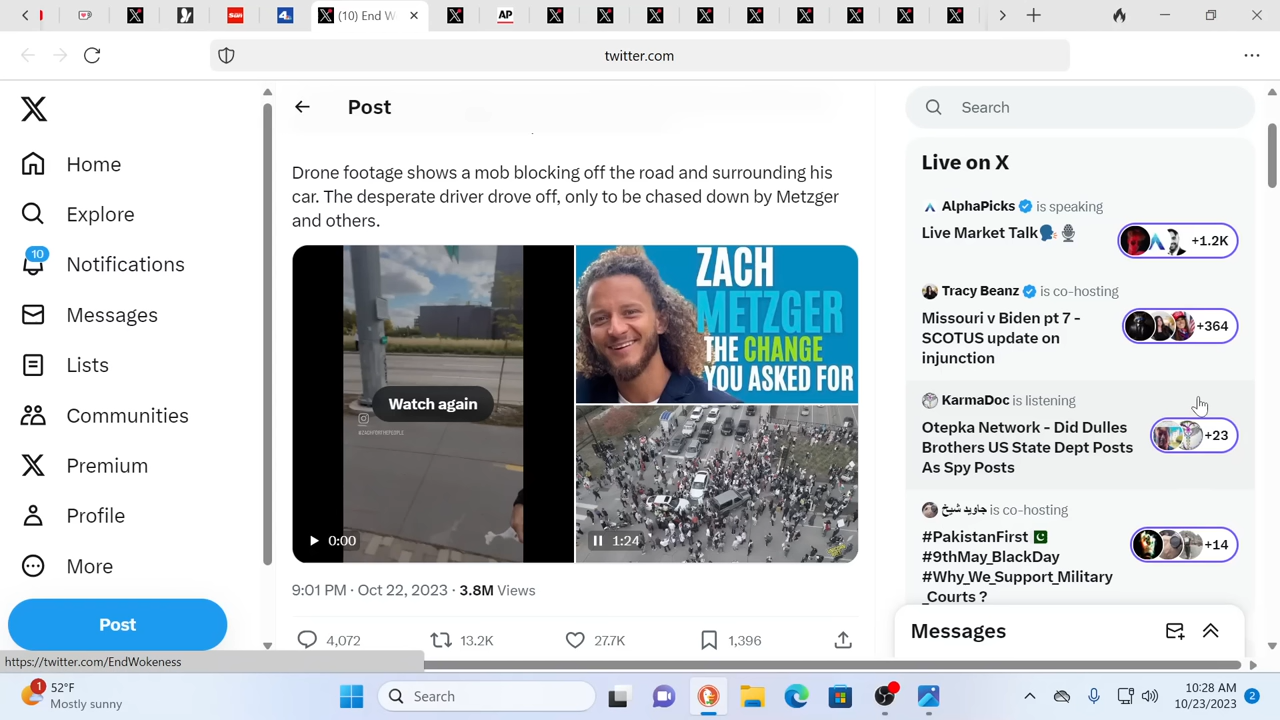 (10) End W
twitter.com
Post
Search
Home
Explore
10
Notifications
Messages
Lists
Communities
Premium
Profile
More
Post
https://twitter.com/EndWokeness
Drone footage shows a mob blocking off the road and surrounding his
car. The desperate driver drove off, only to be chased down by Metzger
and others.
Watch again
#ZACHFORTHEPEOPLE
0:00
ZACH
METZGER
THE CHANGE
YOU ASKED FOR
1:24
9:01 PM · Oct 22, 2023 · 3.8M Views
4,072
13.2K
27.7K
1,396
Live on X
AlphaPicks is speaking
Live Market Talk
+1.2K
Tracy Beanz is co-hosting
Missouri v Biden pt 7 -
SCOTUS update on
injunction
+364
KarmaDoc is listening
Otepka Network - Did Dulles
Brothers US State Dept Posts
As Spy Posts
+23
جاويد شيخ is co-hosting
#PakistanFirst
#9thMay_BlackDay
#Why_We_Support_Military
_Courts ?
+14
Messages
1
52°F
Mostly sunny
Search
10:28 AM
10/23/2023
2